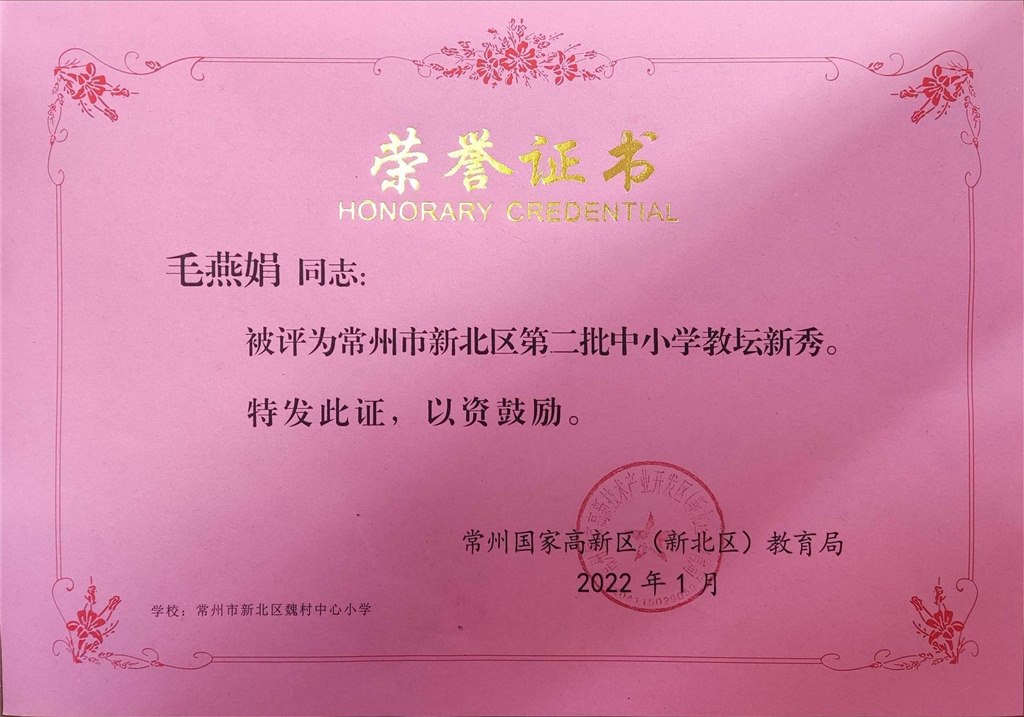 荣誉证书
HONORARY CREDENTIAL
毛燕娟 同志：
被评为常州市新北区第二批中小学教坛新秀。
特发此证，以资鼓励。
常州国家高新区（新北区）教育局
2022 年 1 月
学校：常州市新北区魏村中心小学